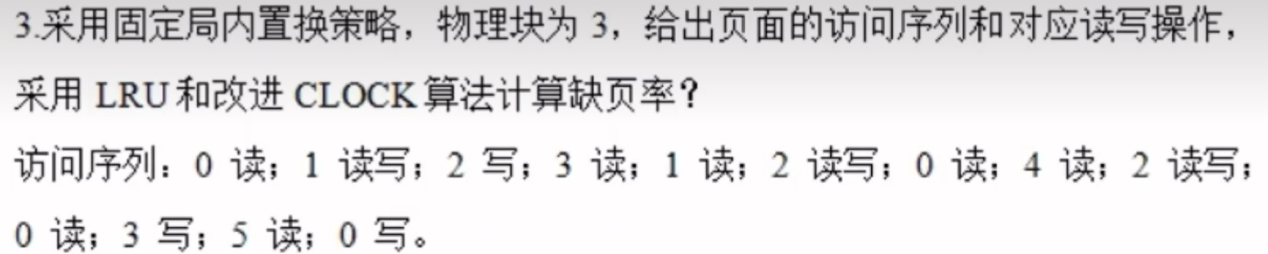 3.采用固定局内置换策略，物理块为 3，给出页面的访问序列和对应读写操作，
采用 LRU 和改进 CLOCK 算法计算缺页率？
访问序列：0 读；1 读写；2 写；3 读；1 读；2 读写；0 读；4 读；2 读写；
0 读；3 写；5 读；0 写。